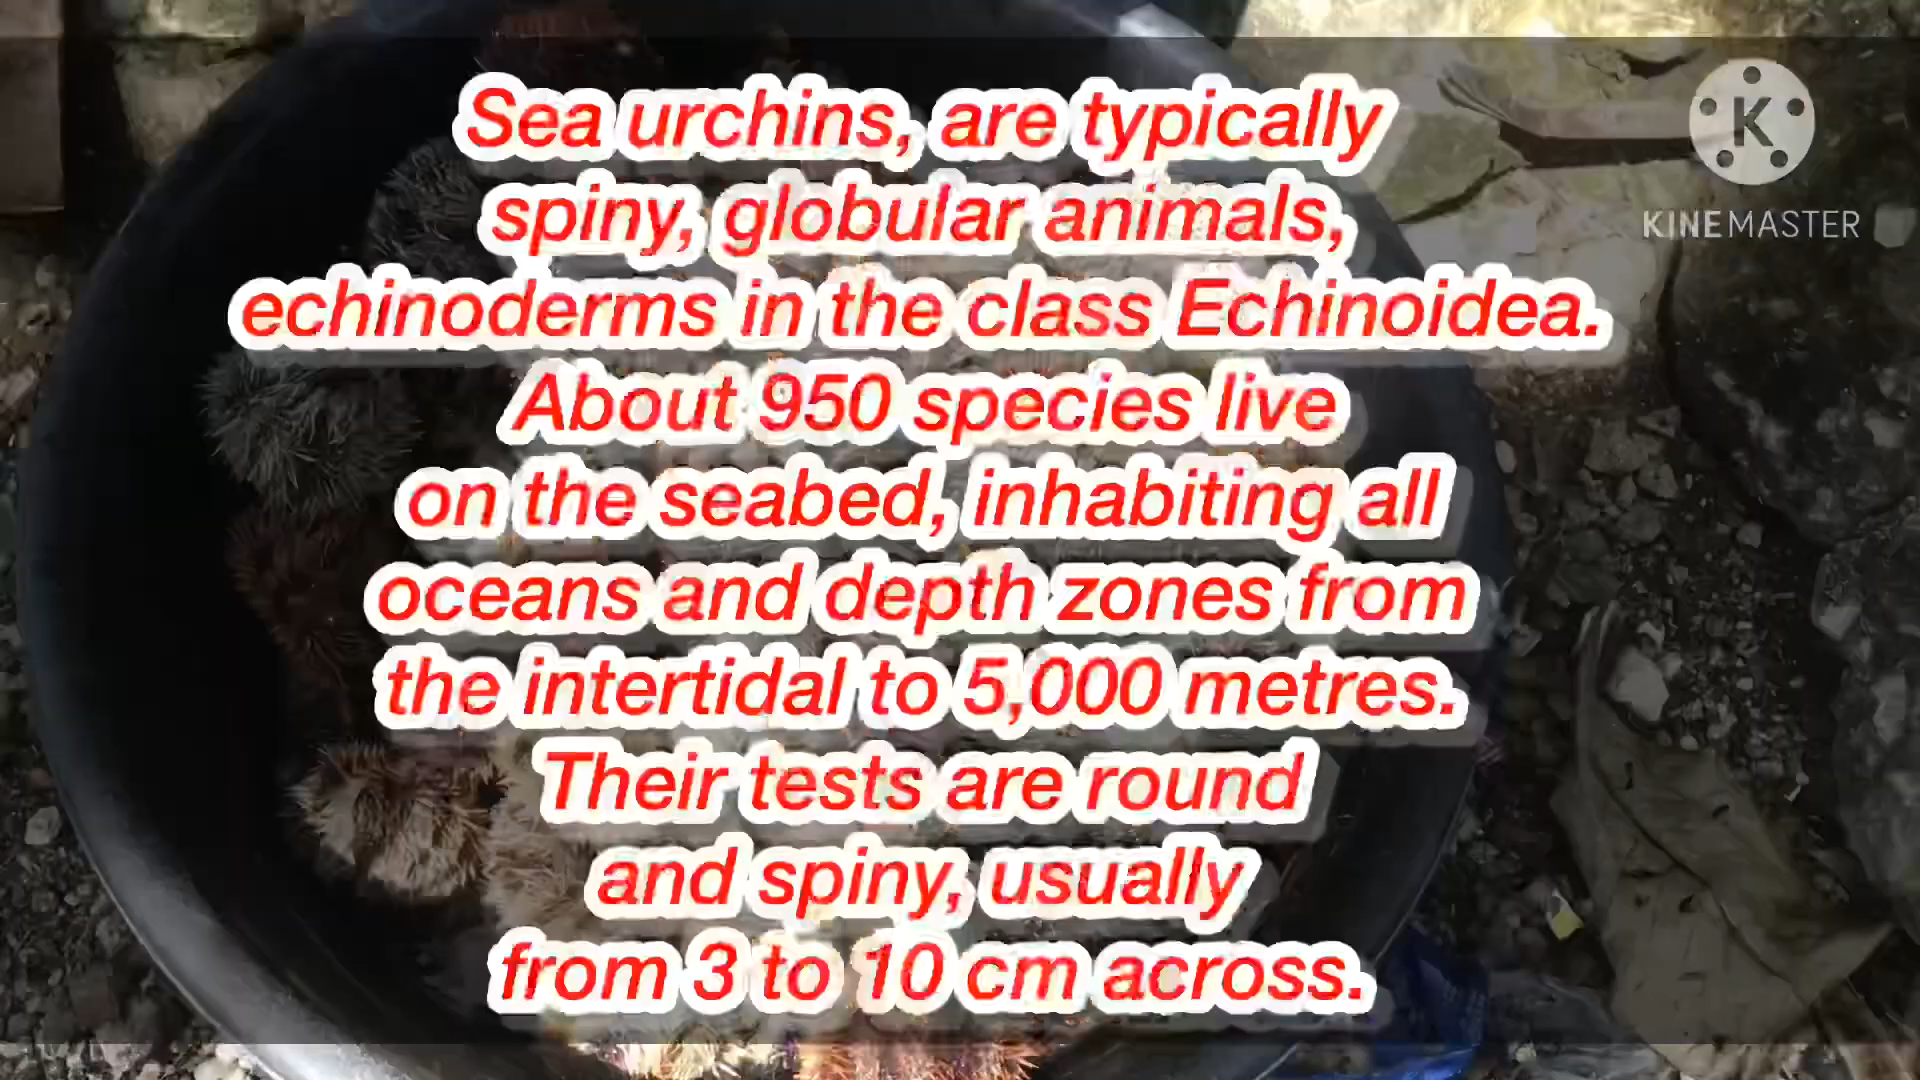 Sea urchins, are typically
spiny, globular animals,
echinoderms in the class Echinoidea.
About 950 species live
on the seabed, inhabiting all
oceans and depth zones from
the intertidal to 5,000 metres.
Their tests are round
and spiny, usually
from 3 to 10 cm across.
K
KINEMASTER